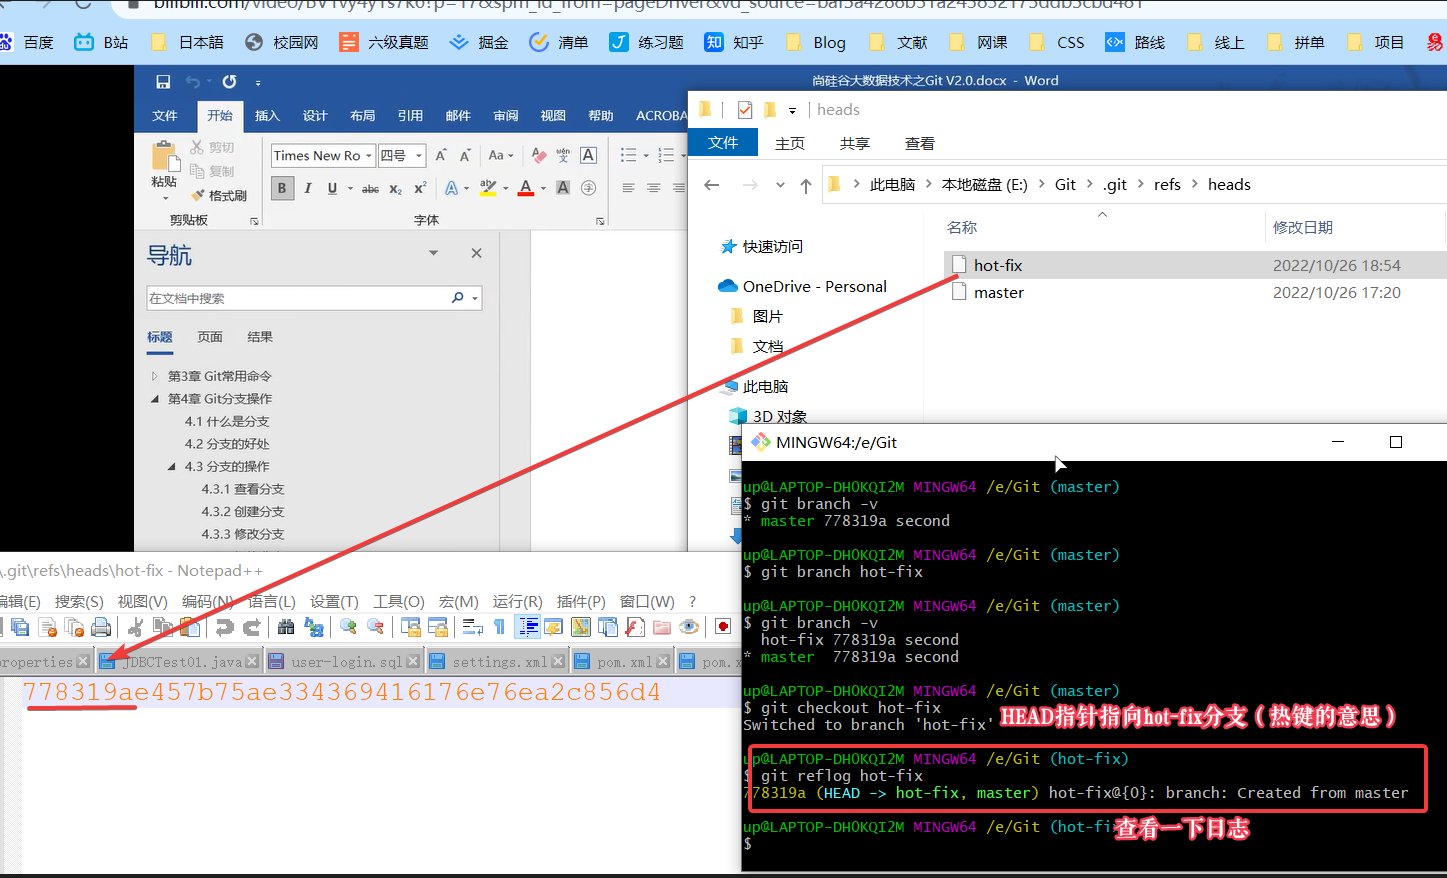 bilibili.com/video/BV1vy4y1s7k6?p=17&spm_id_from=pageDriver&vd_source=baf3a4286b51a243852173ddb5cbd481
百度 B站 日本語 校园网 六级真题 掘金 清单 练习题 知乎 Blog 文献 网课 CSS 路线 线上 拼单 项目
尚硅谷大数据技术之Git V2.0.docx - Word
文件 开始 插入 设计 布局 引用 邮件 审阅 视图 帮助 ACROBA
粘贴
剪切
复制
格式刷
剪贴板
Times New Ro 四号
字体
导航
在文档中搜索
标题 页面 结果
第3章 Git常用命令
第4章 Git分支操作
4.1 什么是分支
4.2 分支的好处
4.3 分支的操作
4.3.1 查看分支
4.3.2 创建分支
4.3.3 修改分支
heads
文件 主页 共享 查看
此电脑 本地磁盘 (E:) Git .git refs heads
名称 修改日期
快速访问
OneDrive - Personal
图片
文档
此电脑
3D 对象
hot-fix 2022/10/26 18:54
master 2022/10/26 17:20
\.git\refs\heads\hot-fix - Notepad++
编辑(E) 搜索(S) 视图(V) 编码(N) 语言(L) 设置(T) 工具(O) 宏(M) 运行(R) 插件(P) 窗口(W) ?
properties JDBCTest01.java user-login.sql settings.xml pom.xml pom.x
778319ae457b75ae334369416176e76ea2c856d4
MINGW64:/e/Git
up@LAPTOP-DHOKQI2M MINGW64 /e/Git (master)
$ git branch -v
* master 778319a second
up@LAPTOP-DHOKQI2M MINGW64 /e/Git (master)
$ git branch hot-fix
up@LAPTOP-DHOKQI2M MINGW64 /e/Git (master)
$ git branch -v
hot-fix 778319a second
* master 778319a second
up@LAPTOP-DHOKQI2M MINGW64 /e/Git (master)
$ git checkout hot-fix
Switched to branch 'hot-fix'
HEAD指针指向hot-fix分支（热键的意思）
up@LAPTOP-DHOKQI2M MINGW64 /e/Git (hot-fix)
$ git reflog hot-fix
778319a (HEAD -> hot-fix, master) hot-fix@{0}: branch: Created from master
up@LAPTOP-DHOKQI2M MINGW64 /e/Git (hot-fi
查看一下日志
$